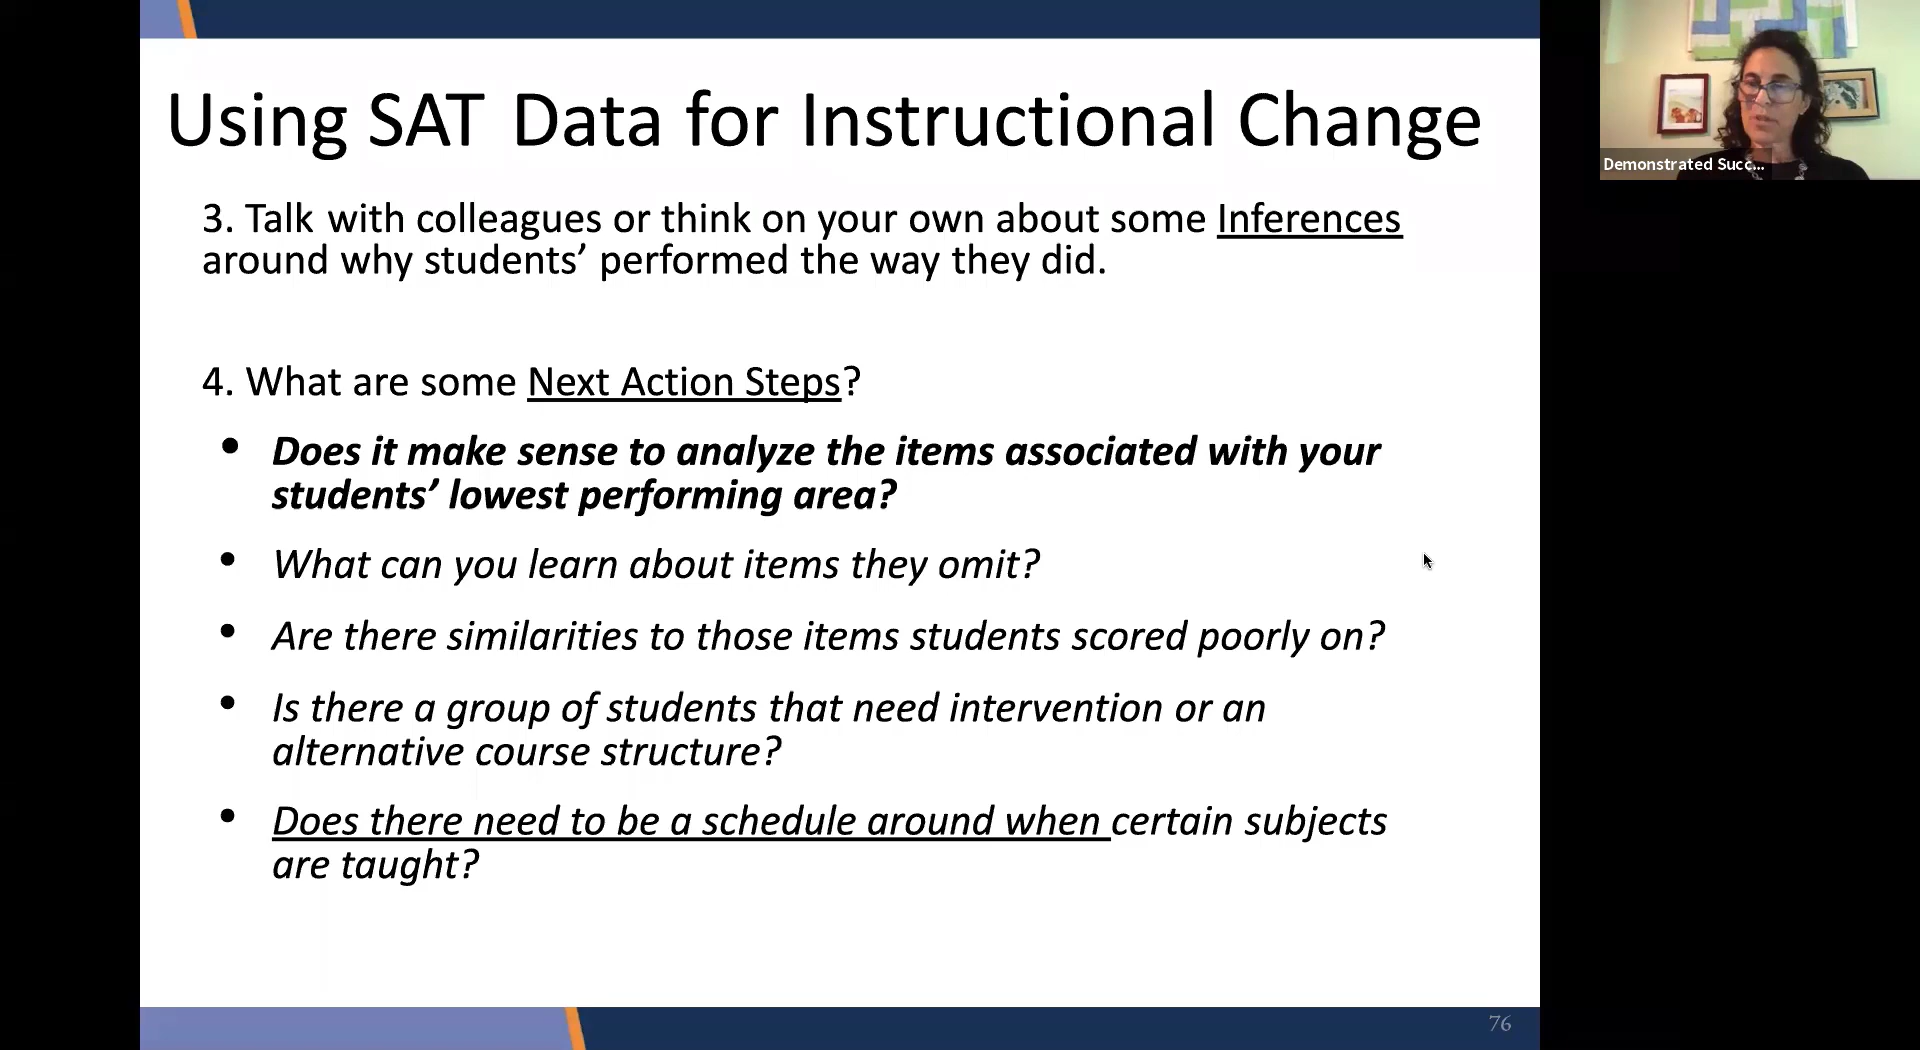 Using SAT Data for Instructional Change
3. Talk with colleagues or think on your own about some Inferences
around why students’ performed the way they did.
4. What are some Next Action Steps?
• Does it make sense to analyze the items associated with your
students’ lowest performing area?
• What can you learn about items they omit?
• Are there similarities to those items students scored poorly on?
• Is there a group of students that need intervention or an
alternative course structure?
• Does there need to be a schedule around when certain subjects
are taught?
76
Demonstrated Succ...